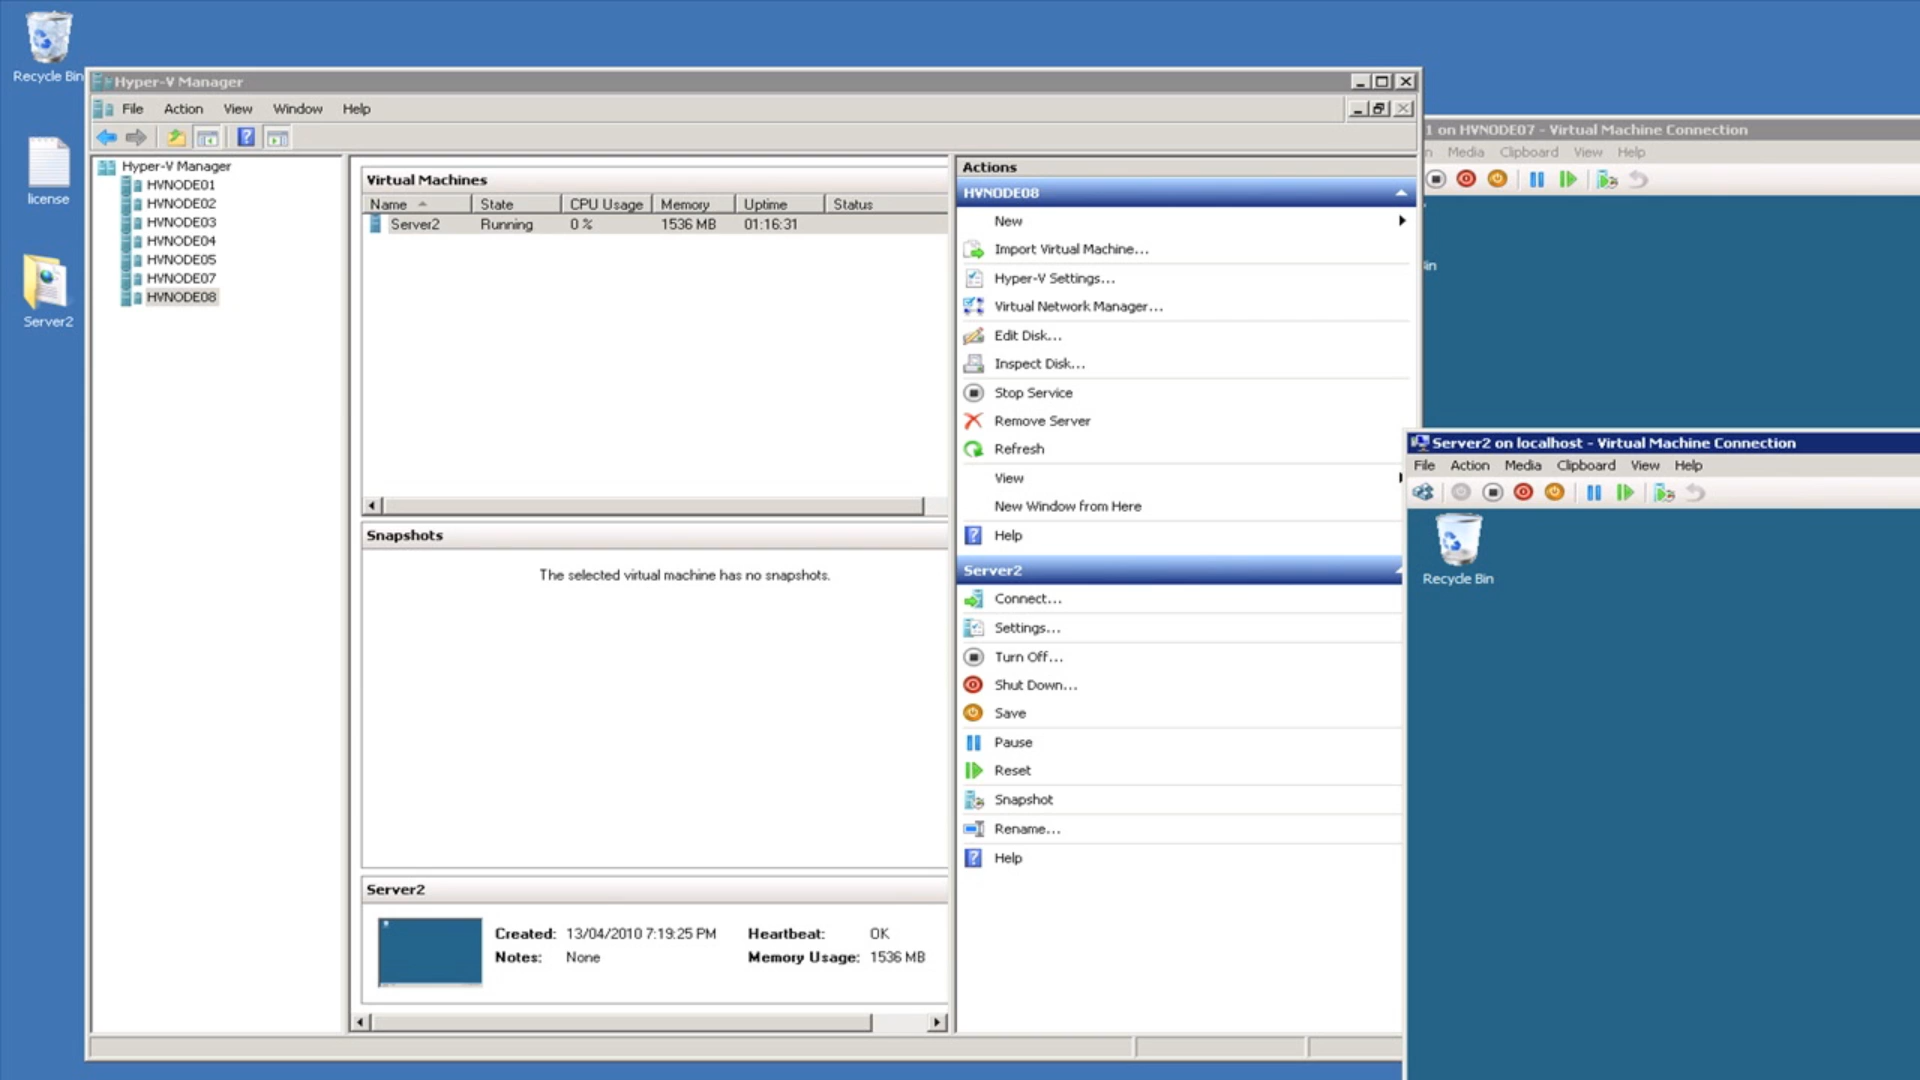 Recycle Bin
license
Server2
Hyper-V Manager
File Action View Window Help
Hyper-V Manager
HVNODE01
HVNODE02
HVNODE03
HVNODE04
HVNODE05
HVNODE07
HVNODE08
Virtual Machines
Name State CPU Usage Memory Uptime Status
Server2 Running 0 % 1536 MB 01:16:31
Snapshots
The selected virtual machine has no snapshots.
Server2
Created: 13/04/2010 7:19:25 PM Heartbeat: OK
Notes: None Memory Usage: 1536 MB
Actions
HVNODE08
New
Import Virtual Machine...
Hyper-V Settings...
Virtual Network Manager...
Edit Disk...
Inspect Disk...
Stop Service
Remove Server
Refresh
View
New Window from Here
Help
Server2
Connect...
Settings...
Turn Off...
Shut Down...
Save
Pause
Reset
Snapshot
Rename...
Help
1 on HVNODE07 - Virtual Machine Connection
n Media Clipboard View Help
in
Server2 on localhost - Virtual Machine Connection
File Action Media Clipboard View Help
Recycle Bin